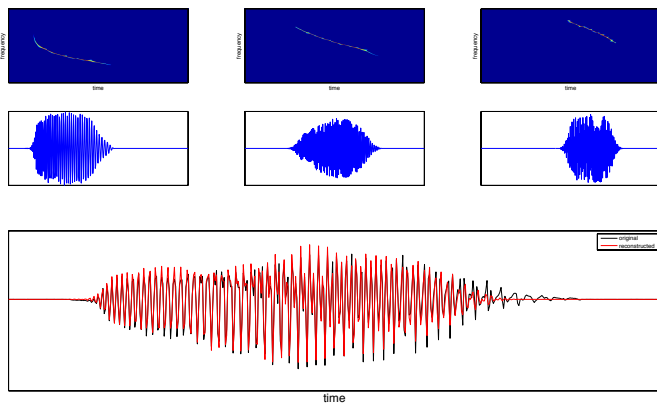 frequency
time
frequency
time
frequency
time
original
reconstructed
time